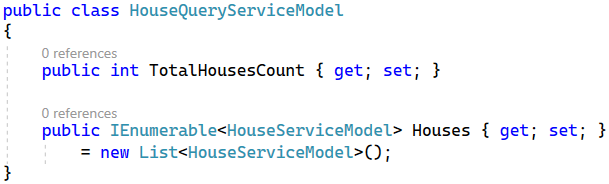 public class HouseQueryServiceModel
{
0 references
public int TotalHousesCount { get; set; }
0 references
public IEnumerable<HouseServiceModel> Houses { get; set; }
= new List<HouseServiceModel>();
}